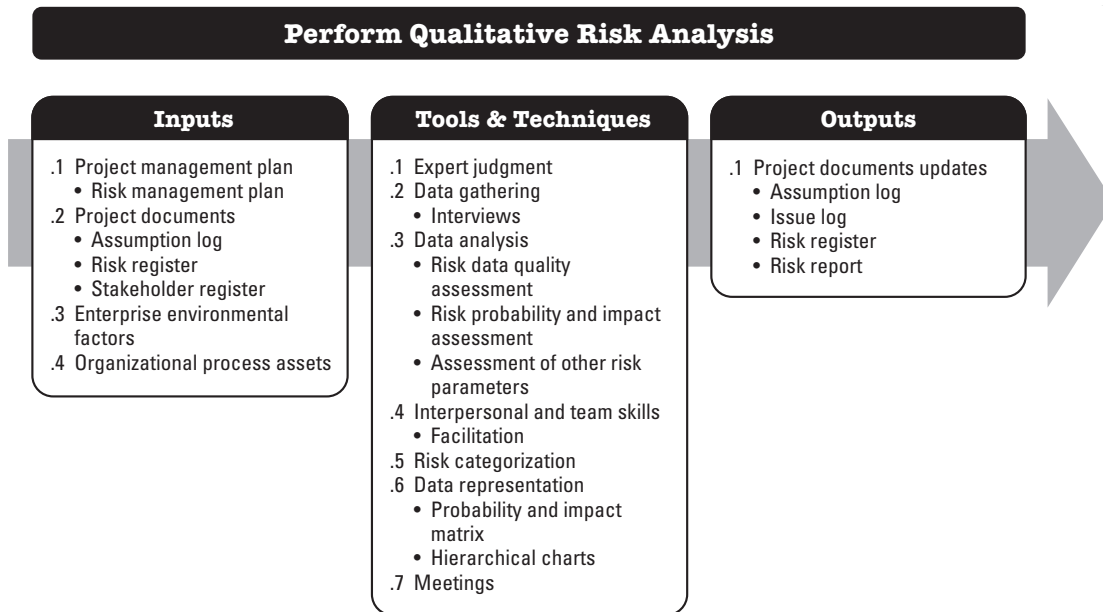 Perform Qualitative Risk Analysis
Inputs
.1 Project management plan
• Risk management plan
.2 Project documents
• Assumption log
• Risk register
• Stakeholder register
.3 Enterprise environmental
factors
.4 Organizational process assets
Tools & Techniques
.1 Expert judgment
.2 Data gathering
• Interviews
.3 Data analysis
• Risk data quality
assessment
• Risk probability and impact
assessment
• Assessment of other risk
parameters
.4 Interpersonal and team skills
• Facilitation
.5 Risk categorization
.6 Data representation
• Probability and impact
matrix
• Hierarchical charts
.7 Meetings
Outputs
.1 Project documents updates
• Assumption log
• Issue log
• Risk register
• Risk report